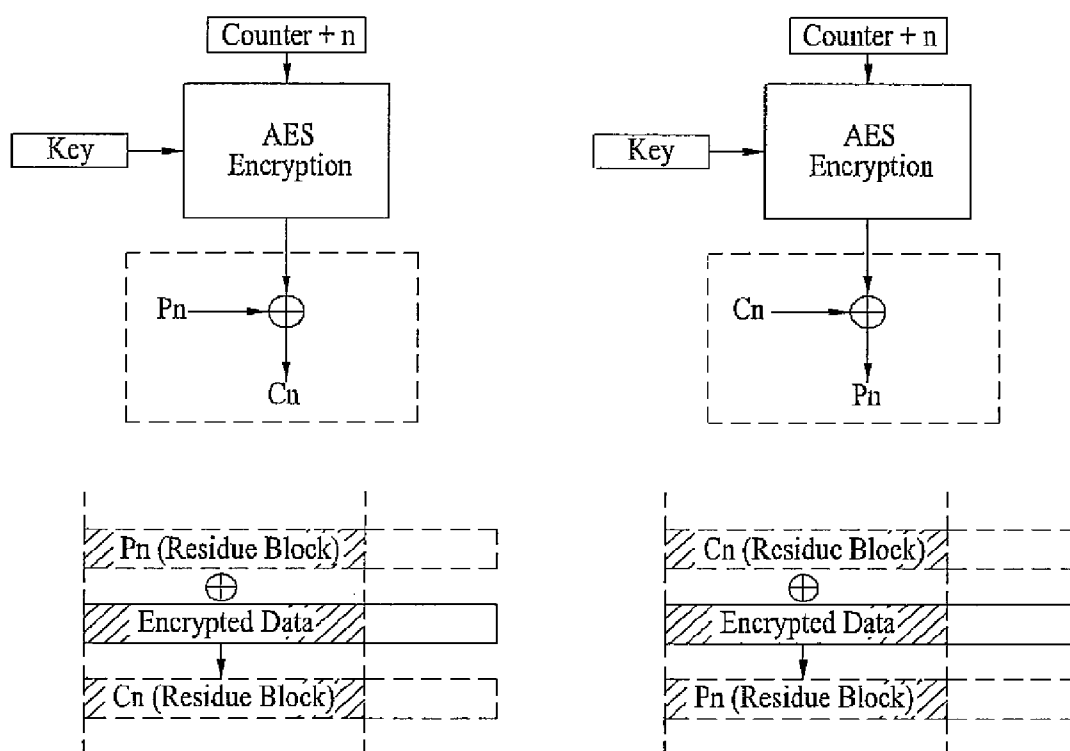 Counter + n
Key
AES
Encryption
Pn
Cn
Pn (Residue Block)
Encrypted Data
Cn (Residue Block)
Counter + n
Key
AES
Encryption
Cn
Pn
Cn (Residue Block)
Encrypted Data
Pn (Residue Block)